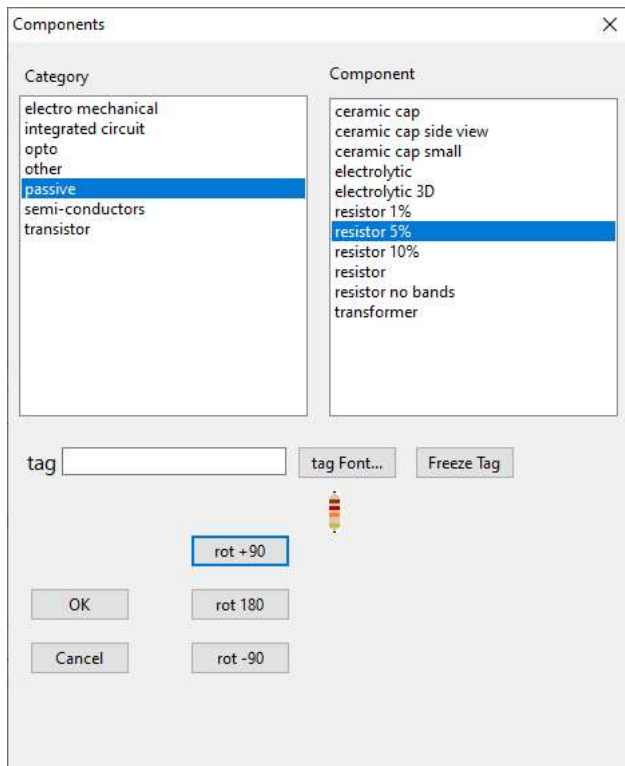 Components
Category
Component
electro mechanical
integrated circuit
opto
other
passive
semi-conductors
transistor
ceramic cap
ceramic cap side view
ceramic cap small
electrolytic
electrolytic 3D
resistor 1%
resistor 5%
resistor 10%
resistor
resistor no bands
transformer
tag
tag Font...
Freeze Tag
rot +90
OK
rot 180
Cancel
rot -90